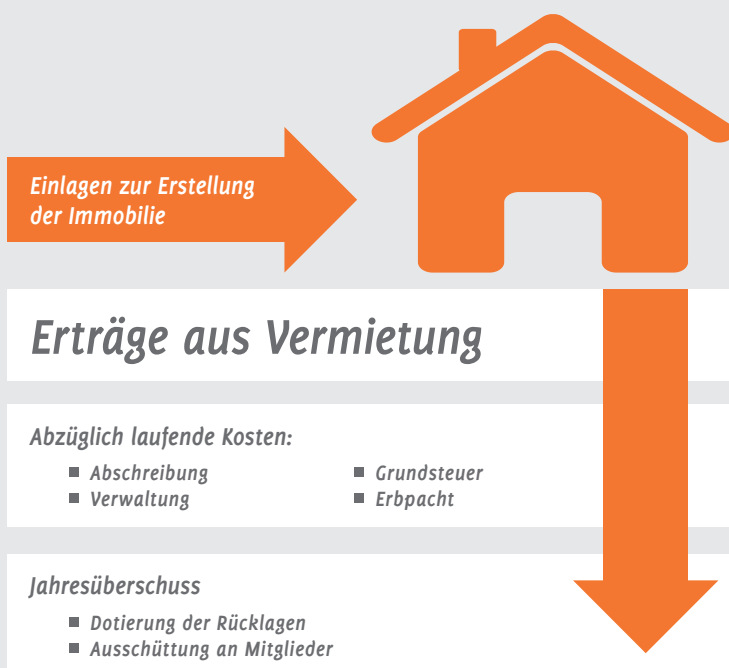 Einlagen zur Erstellung
der Immobilie
Erträge aus Vermietung
Abzüglich laufende Kosten:
Abschreibung
Verwaltung
Grundsteuer
Erbpacht
Jahresüberschuss
Dotierung der Rücklagen
Ausschüttung an Mitglieder